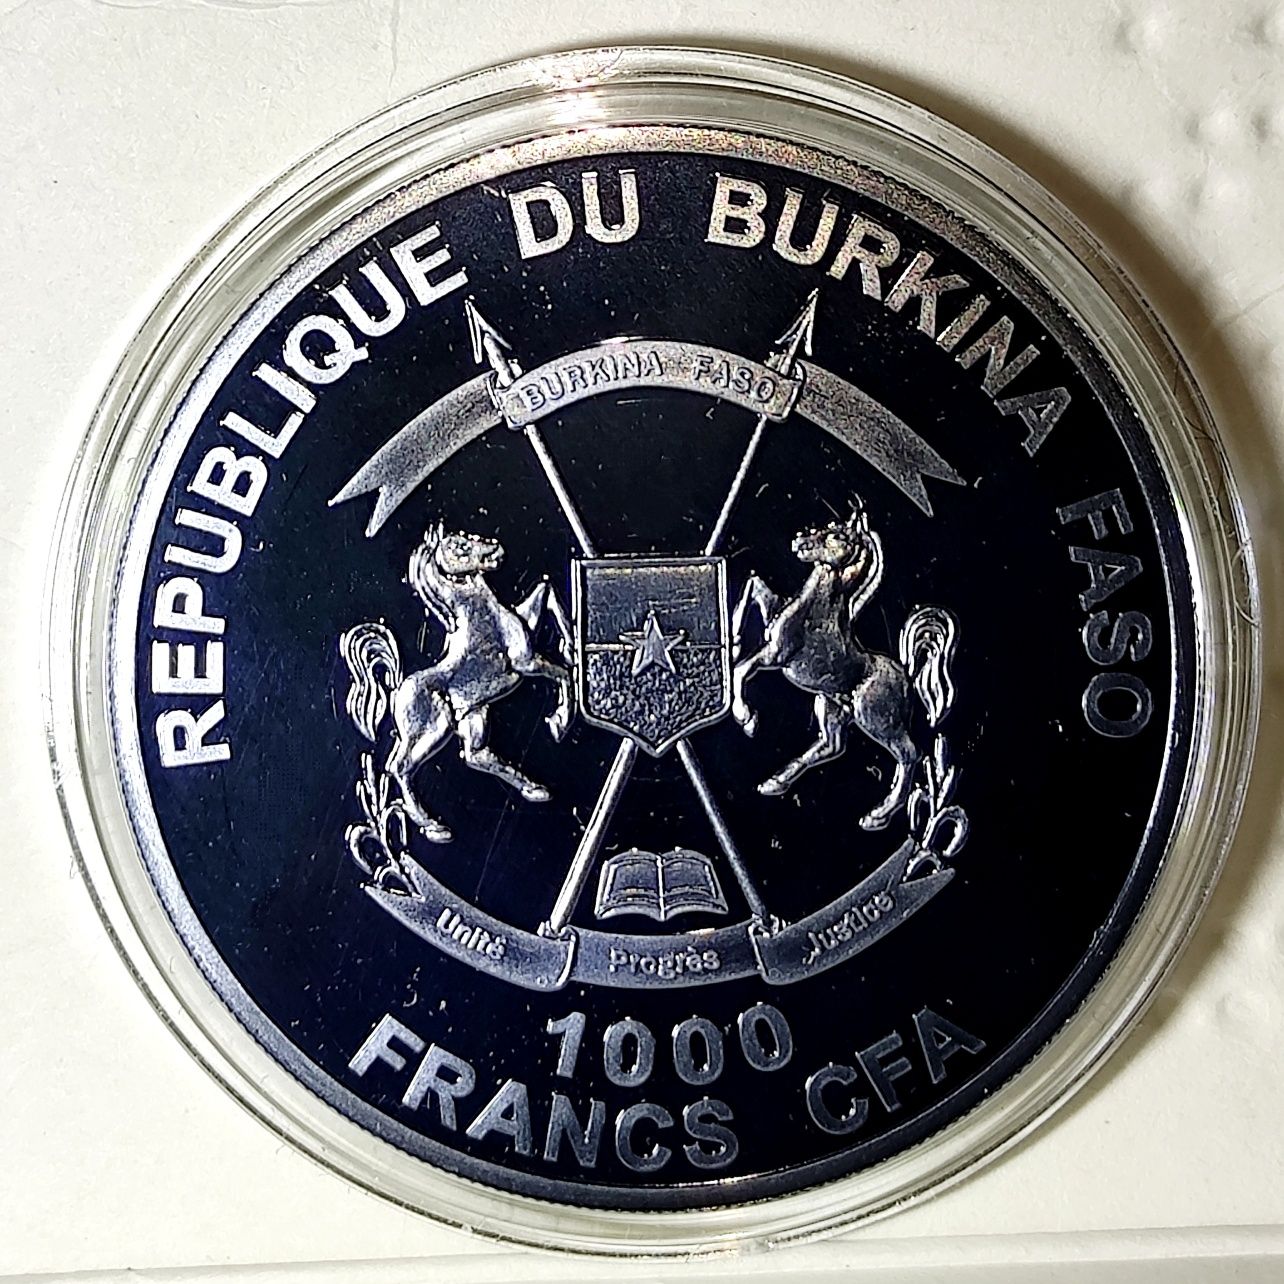 REPUBLIQUE DU BURKINA FASO
BURKINA FASO
Unité Progrès Justice
1000
FRANCS CFA